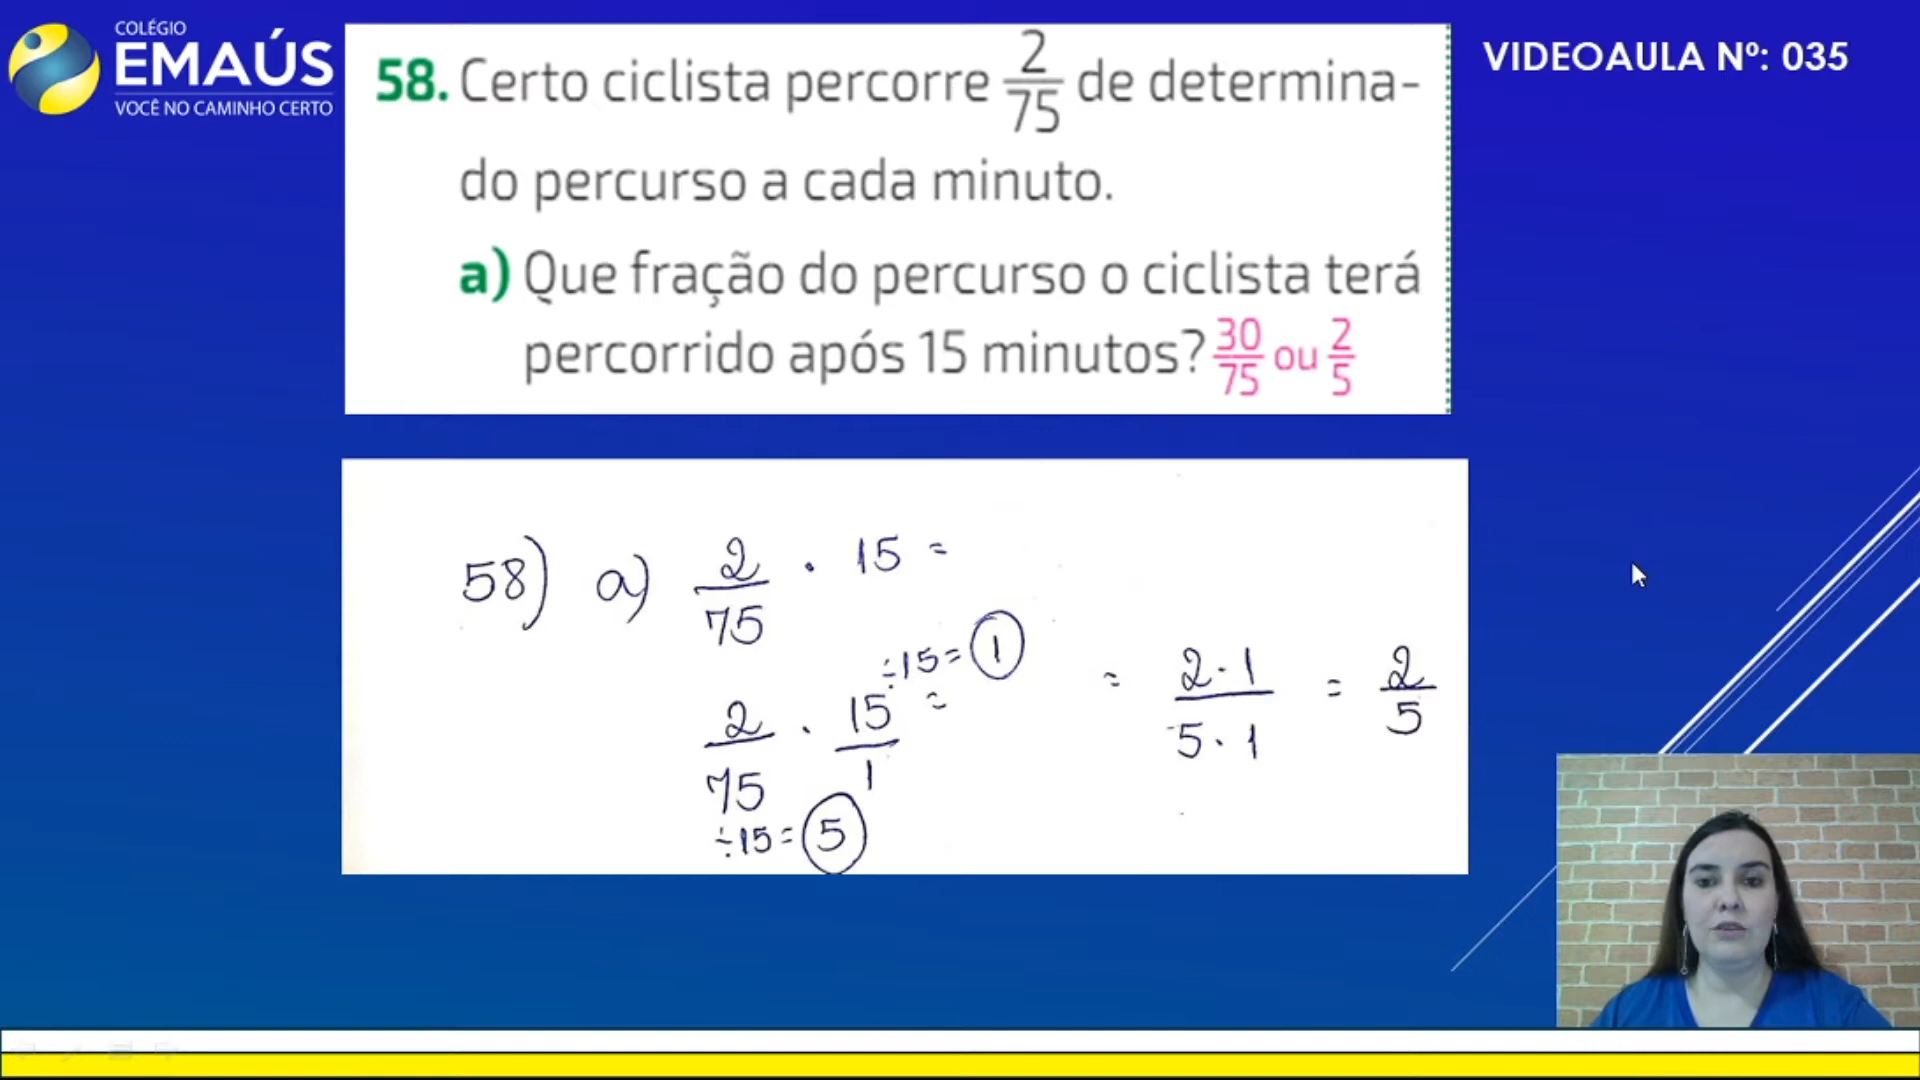 COLÉGIO
EMAÚS
VOCÊ NO CAMINHO CERTO
VIDEOAULA Nº: 035
58. Certo ciclista percorre 2/75 de determina-
do percurso a cada minuto.
a) Que fração do percurso o ciclista terá
percorrido após 15 minutos? 30/75 ou 2/5
58) a) 2/75 · 15 =
÷15= 1
2/75 · 15/1 = = 2·1/5·1 = 2/5
÷15= 5